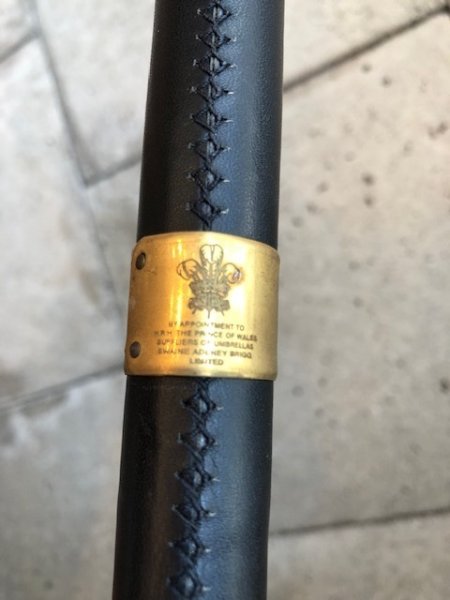 BY APPOINTMENT TO
H.R.H. THE PRINCE OF WALES
SUPPLIERS OF UMBRELLAS
SWAINE ADENEY BRIGG
LIMITED